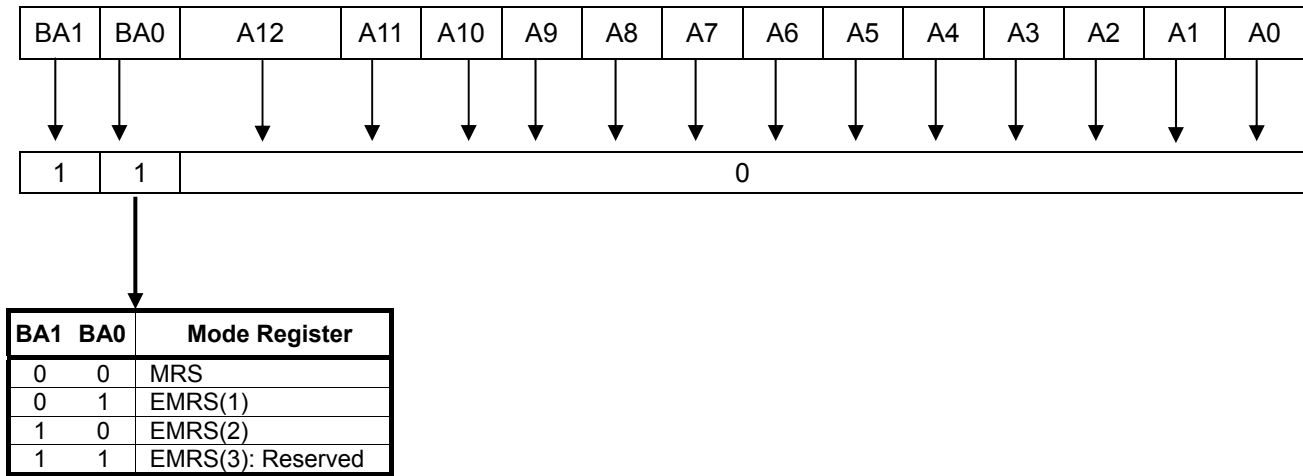 BA1 BA0 A12 A11 A10 A9 A8 A7 A6 A5 A4 A3 A2 A1 A0
1 1 0
BA1 BA0 Mode Register
0 0 MRS
0 1 EMRS(1)
1 0 EMRS(2)
1 1 EMRS(3): Reserved